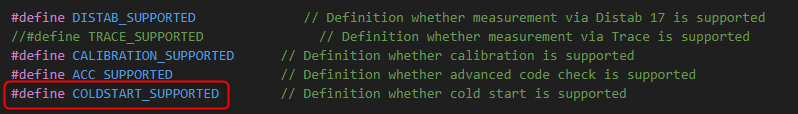 #define DISTAB_SUPPORTED // Definition whether measurement via Distab 17 is supported
//#define TRACE_SUPPORTED // Definition whether measurement via Trace is supported
#define CALIBRATION_SUPPORTED // Definition whether calibration is supported
#define ACC_SUPPORTED // Definition whether advanced code check is supported
#define COLDSTART_SUPPORTED // Definition whether cold start is supported